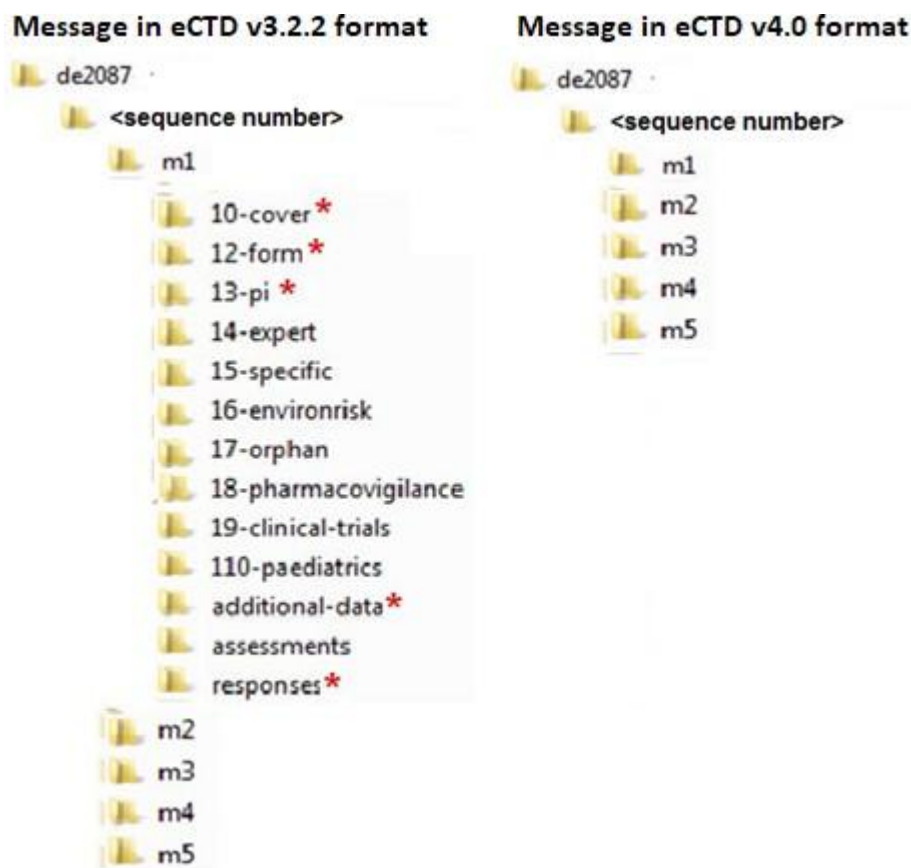 Message in eCTD v3.2.2 format
de2087
<sequence number>
m1
10-cover*
12-form*
13-pi *
14-expert
15-specific
16-environrisk
17-orphan
18-pharmacovigilance
19-clinical-trials
110-paediatrics
additional-data*
assessments
responses*
m2
m3
m4
m5
Message in eCTD v4.0 format
de2087
<sequence number>
m1
m2
m3
m4
m5